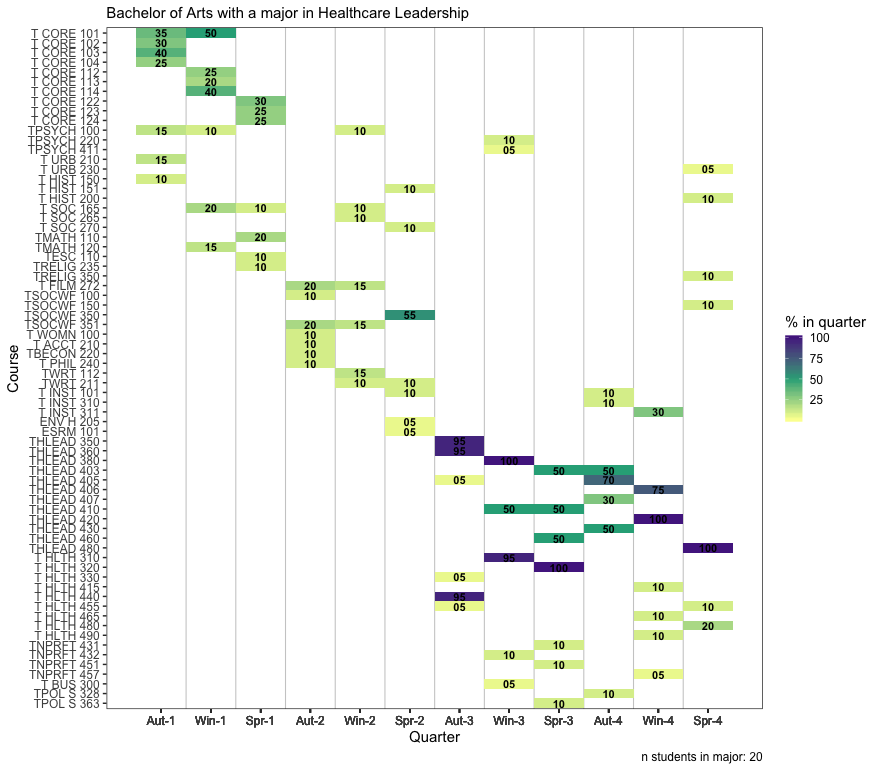 Bachelor of Arts with a major in Healthcare Leadership
T CORE 101 35 50
T CORE 102 30
T CORE 103 40
T CORE 104 25
T CORE 112 25
T CORE 113 20
T CORE 114 40
T CORE 122 30
T CORE 123 25
T CORE 124 25
TPSYCH 100 15 10 10
TPSYCH 220 10
TPSYCH 411 05
T URB 210 15
T URB 230 05
T HIST 150 10
T HIST 151 10
T HIST 200 10
T SOC 165 20 10 10
T SOC 265 10
T SOC 270 10
TMATH 110 20
TMATH 120 15
TESC 110 10
TRELIG 235 10
TRELIG 350 10
T FILM 272 20 15
TSOCWF 100 10
TSOCWF 150 10
TSOCWF 350 55
TSOCWF 351 20 15
T WOMN 100 10
T ACCT 210 10
TBECON 220 10
T PHIL 240 10
TWRT 112 15
TWRT 211 10 10
T INST 101 10 10
T INST 310 10
T INST 311 30
ENV H 205 05
ESRM 101 05
THLEAD 350 95
THLEAD 360 95
THLEAD 380 100
THLEAD 403 50 50
THLEAD 405 05 70
THLEAD 406 75
THLEAD 407 30
THLEAD 410 50 50
THLEAD 420 100
THLEAD 430 50
THLEAD 460 50
THLEAD 480 100
T HLTH 310 95
T HLTH 320 100
T HLTH 330 05
T HLTH 415 10
T HLTH 440 95
T HLTH 455 05 10
T HLTH 465 10
T HLTH 480 20
T HLTH 490 10
TNPRFT 431 10
TNPRFT 432 10
TNPRFT 451 10
TNPRFT 457 05
T BUS 300 05
TPOL S 328 10
TPOL S 363 10
Course
Aut-1 Win-1 Spr-1 Aut-2 Win-2 Spr-2 Aut-3 Win-3 Spr-3 Aut-4 Win-4 Spr-4
Quarter
% in quarter
100
75
50
25
n students in major: 20